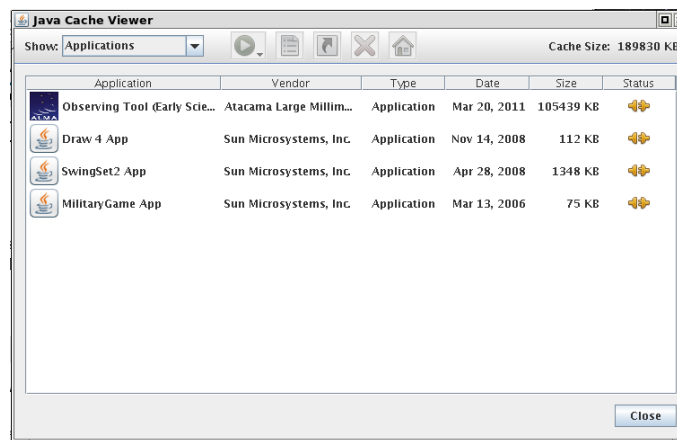 Java Cache Viewer
Show: Applications
Cache Size: 189830 KB
Application Vendor Type Date Size Status
ALMA Observing Tool (Early Scie... Atacama Large Millim... Application Mar 20, 2011 105439 KB
Draw 4 App Sun Microsystems, Inc. Application Nov 14, 2008 112 KB
SwingSet2 App Sun Microsystems, Inc. Application Apr 28, 2008 1348 KB
MilitaryGame App Sun Microsystems, Inc. Application Mar 13, 2006 75 KB
Close